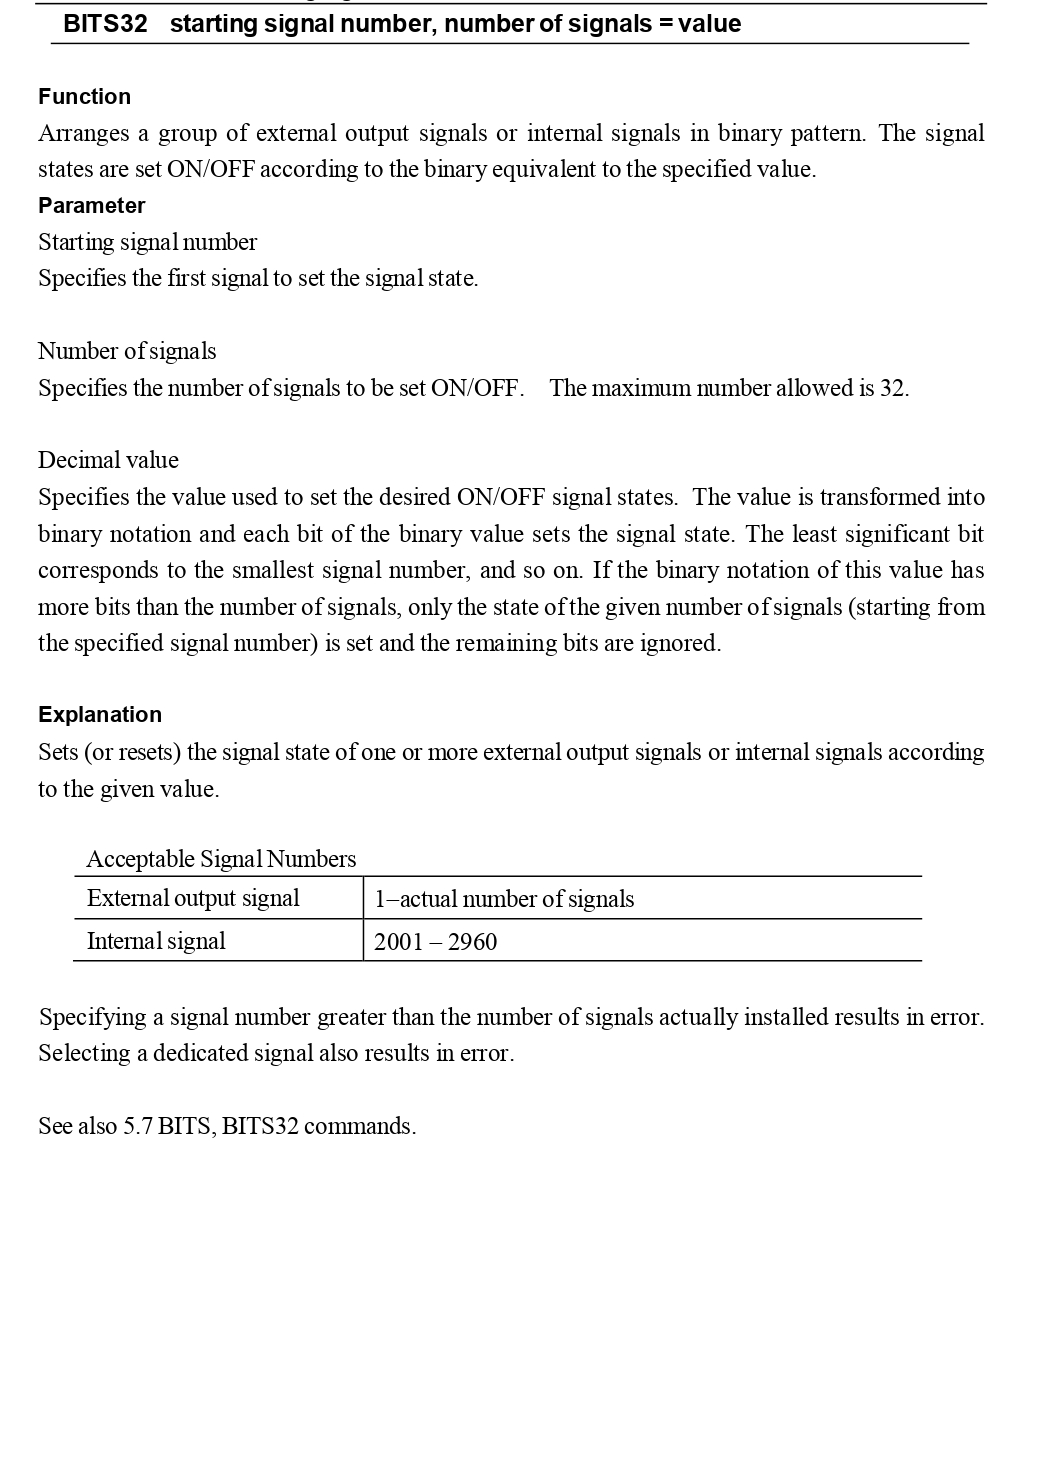 BITS32 starting signal number, number of signals = value
Function
Arranges a group of external output signals or internal signals in binary pattern. The signal
states are set ON/OFF according to the binary equivalent to the specified value.
Parameter
Starting signal number
Specifies the first signal to set the signal state.
Number of signals
Specifies the number of signals to be set ON/OFF. The maximum number allowed is 32.
Decimal value
Specifies the value used to set the desired ON/OFF signal states. The value is transformed into
binary notation and each bit of the binary value sets the signal state. The least significant bit
corresponds to the smallest signal number, and so on. If the binary notation of this value has
more bits than the number of signals, only the state of the given number of signals (starting from
the specified signal number) is set and the remaining bits are ignored.
Explanation
Sets (or resets) the signal state of one or more external output signals or internal signals according
to the given value.
Acceptable Signal Numbers
External output signal 1–actual number of signals
Internal signal 2001 – 2960
Specifying a signal number greater than the number of signals actually installed results in error.
Selecting a dedicated signal also results in error.
See also 5.7 BITS, BITS32 commands.